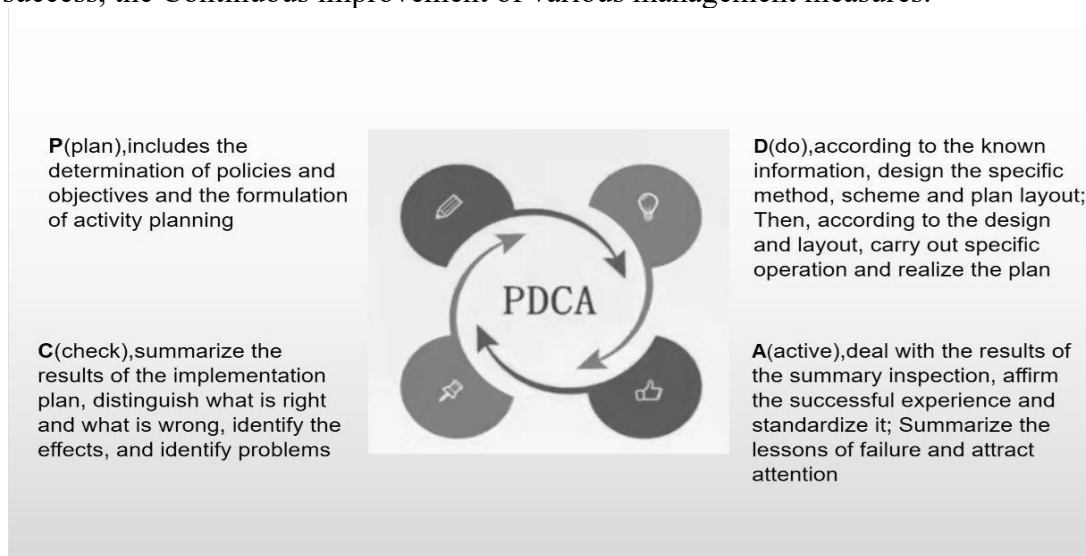 success, the Continuous improvement of various management measures.
P(plan),includes the
determination of policies and
objectives and the formulation
of activity planning
D(do),according to the known
information, design the specific
method, scheme and plan layout;
Then, according to the design
and layout, carry out specific
operation and realize the plan
PDCA
C(check),summarize the
results of the implementation
plan, distinguish what is right
and what is wrong, identify the
effects, and identify problems
A(active),deal with the results of
the summary inspection, affirm
the successful experience and
standardize it; Summarize the
lessons of failure and attract
attention